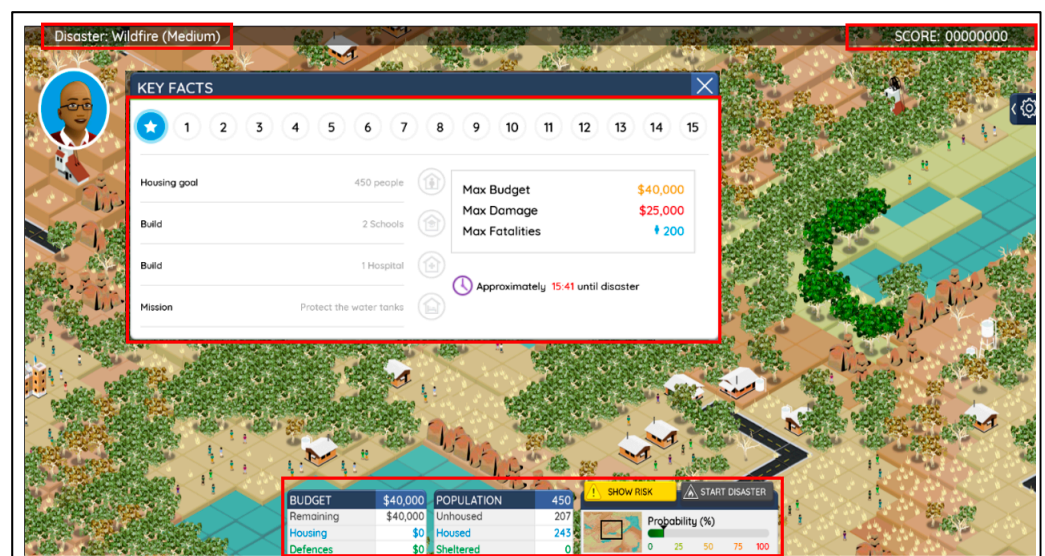 Disaster: Wildfire (Medium)
SCORE: 00000000
KEY FACTS
1 2 3 4 5 6 7 8 9 10 11 12 13 14 15
Housing goal 450 people
Build 2 Schools
Build 1 Hospital
Mission Protect the water tanks
Max Budget $40,000
Max Damage $25,000
Max Fatalities 200
Approximately 15:41 until disaster
BUDGET $40,000
Remaining $40,000
Housing $0
Defences $0
POPULATION 450
Unhoused 207
Housed 243
Sheltered 0
SHOW RISK
START DISASTER
Probability (%)
0 25 50 75 100